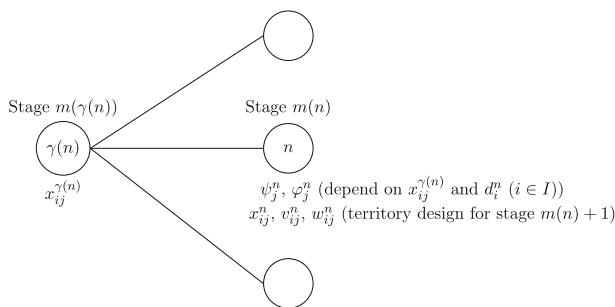 Stage m(γ(n))
Stage m(n)
γ(n)
n
x_{ij}^{γ(n)}
ψ_j^n, φ_j^n (depend on x_{ij}^{γ(n)} and d_i^n (i ∈ I))
x_{ij}^n, v_{ij}^n, w_{ij}^n (territory design for stage m(n) + 1)